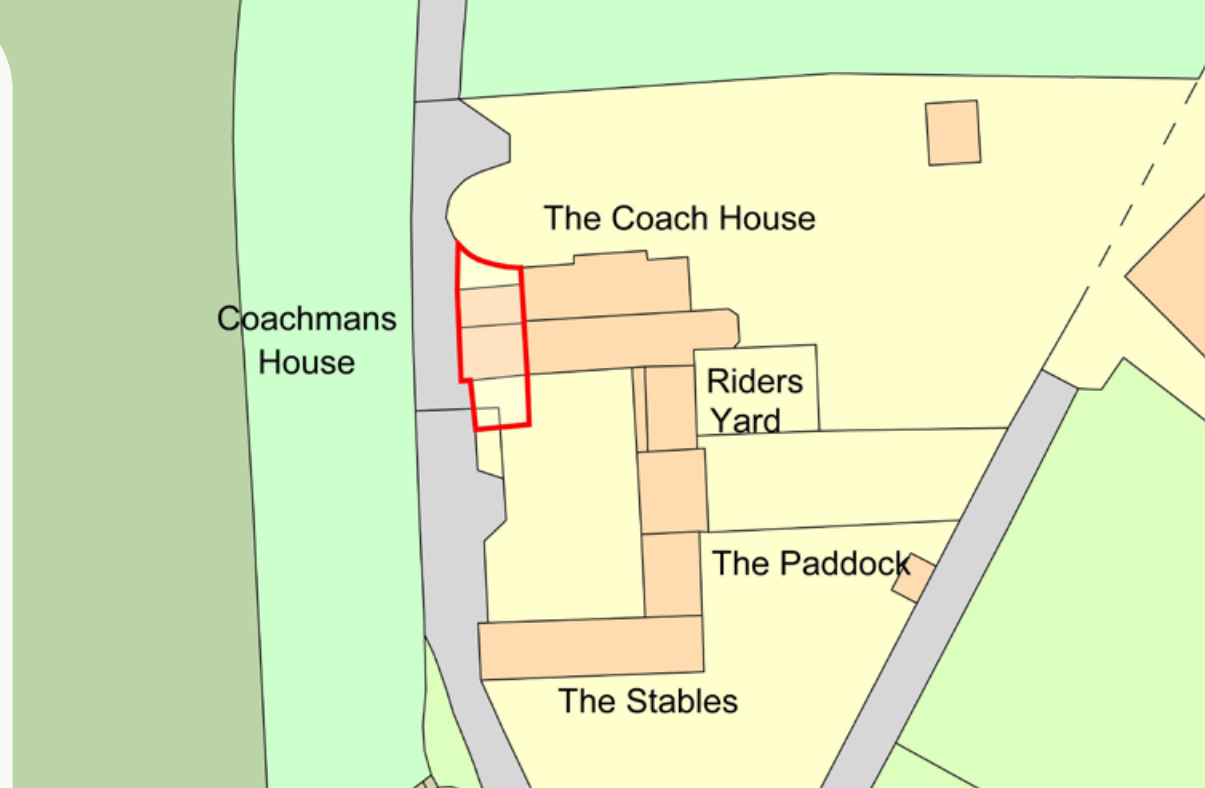 The Coach House
Coachmans
House
Riders
Yard
The Paddock
The Stables